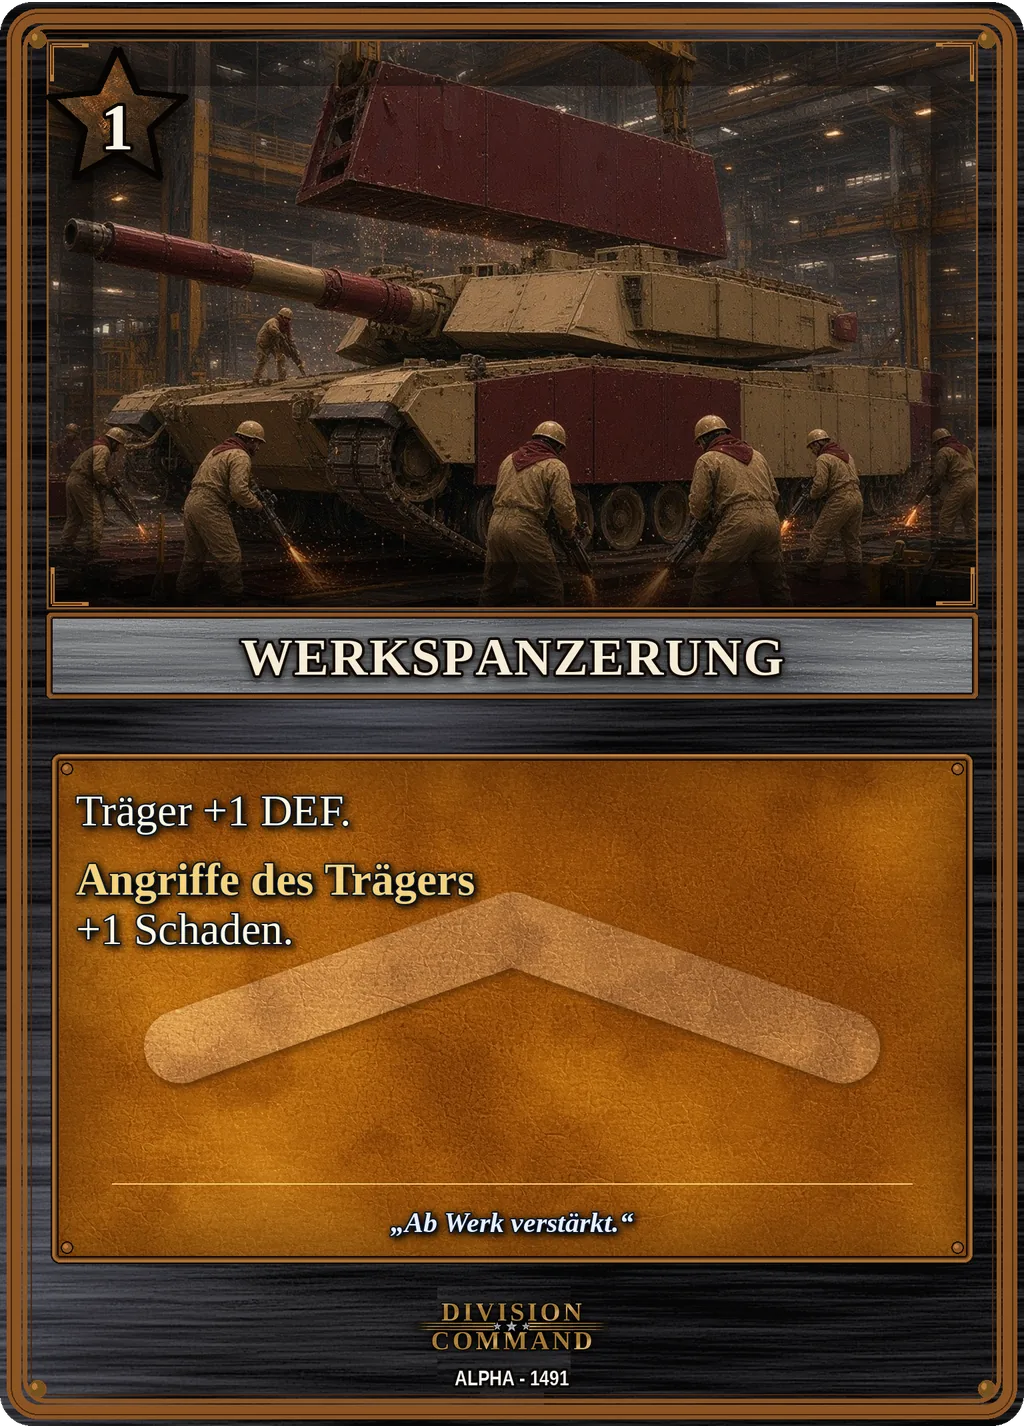 1
WERKSPANZERUNG
Träger +1 DEF.
Angriffe des Trägers
+1 Schaden.
„Ab Werk verstärkt.“
DIVISION
COMMAND
ALPHA - 1491